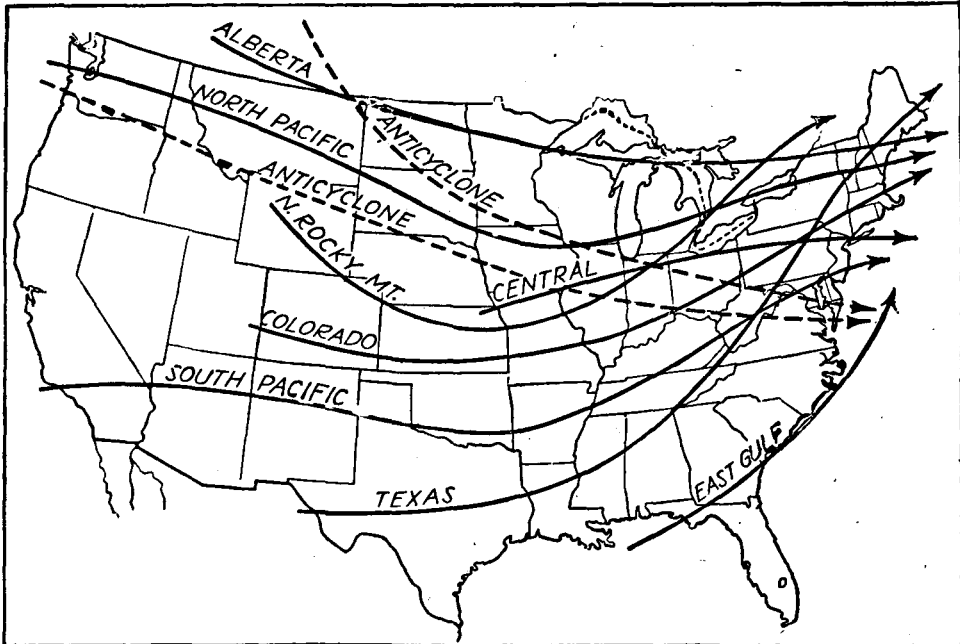 ALBERTA
NORTH PACIFIC
ANTICYCLONE
ANTICYCLONE
N. ROCKY MT.
CENTRAL
COLORADO
SOUTH PACIFIC
TEXAS
EAST GULF